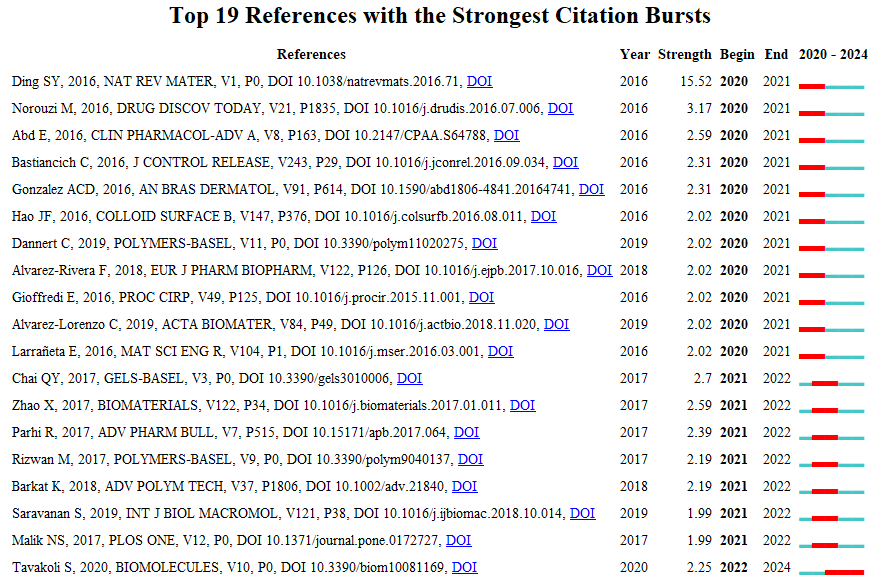 Top 19 References with the Strongest Citation Bursts
References Year Strength Begin End 2020 - 2024
Ding SY, 2016, NAT REV MATER, V1, P0, DOI 10.1038/natrevmats.2016.71, DOI 2016 15.52 2020 2021
Norouzi M, 2016, DRUG DISCOV TODAY, V21, P1835, DOI 10.1016/j.drudis.2016.07.006, DOI 2016 3.17 2020 2021
Abd E, 2016, CLIN PHARMACOL-ADV A, V8, P163, DOI 10.2147/CPAA.S64788, DOI 2016 2.59 2020 2021
Bastiancich C, 2016, J CONTROL RELEASE, V243, P29, DOI 10.1016/j.jconrel.2016.09.034, DOI 2016 2.31 2020 2021
Gonzalez ACD, 2016, AN BRAS DERMATOL, V91, P614, DOI 10.1590/abd1806-4841.20164741, DOI 2016 2.31 2020 2021
Hao JF, 2016, COLLOID SURFACE B, V147, P376, DOI 10.1016/j.colsurfb.2016.08.011, DOI 2016 2.02 2020 2021
Dannert C, 2019, POLYMERS-BASEL, V11, P0, DOI 10.3390/polym11020275, DOI 2019 2.02 2020 2021
Alvarez-Rivera F, 2018, EUR J PHARM BIOPHARM, V122, P126, DOI 10.1016/j.ejpb.2017.10.016, DOI 2018 2.02 2020 2021
Gioffredi E, 2016, PROC CIRP, V49, P125, DOI 10.1016/j.procir.2015.11.001, DOI 2016 2.02 2020 2021
Alvarez-Lorenzo C, 2019, ACTA BIOMATER, V84, P49, DOI 10.1016/j.actbio.2018.11.020, DOI 2019 2.02 2020 2021
Larrañeta E, 2016, MAT SCI ENG R, V104, P1, DOI 10.1016/j.mser.2016.03.001, DOI 2016 2.02 2020 2021
Chai QY, 2017, GELS-BASEL, V3, P0, DOI 10.3390/gels3010006, DOI 2017 2.7 2021 2022
Zhao X, 2017, BIOMATERIALS, V122, P34, DOI 10.1016/j.biomaterials.2017.01.011, DOI 2017 2.59 2021 2022
Parhi R, 2017, ADV PHARM BULL, V7, P515, DOI 10.15171/apb.2017.064, DOI 2017 2.39 2021 2022
Rizwan M, 2017, POLYMERS-BASEL, V9, P0, DOI 10.3390/polym9040137, DOI 2017 2.19 2021 2022
Barkat K, 2018, ADV POLYM TECH, V37, P1806, DOI 10.1002/adv.21840, DOI 2018 2.19 2021 2022
Saravanan S, 2019, INT J BIOL MACROMOL, V121, P38, DOI 10.1016/j.ijbiomac.2018.10.014, DOI 2019 1.99 2021 2022
Malik NS, 2017, PLOS ONE, V12, P0, DOI 10.1371/journal.pone.0172727, DOI 2017 1.99 2021 2022
Tavakoli S, 2020, BIOMOLECULES, V10, P0, DOI 10.3390/biom10081169, DOI 2020 2.25 2022 2024